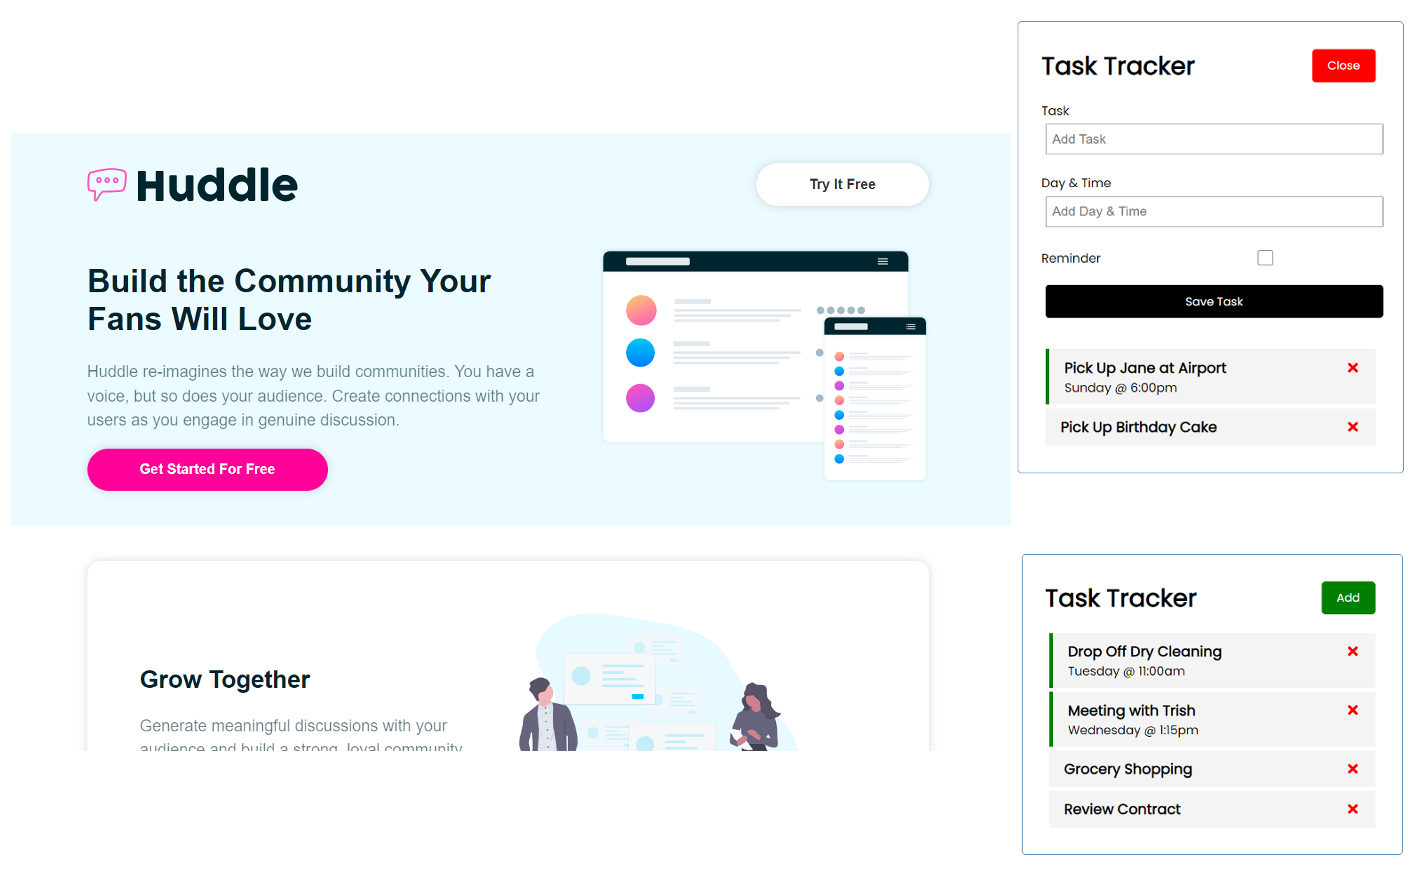 Huddle
Try It Free
Build the Community Your
Fans Will Love
Huddle re-imagines the way we build communities. You have a
voice, but so does your audience. Create connections with your
users as you engage in genuine discussion.
Get Started For Free
Grow Together
Generate meaningful discussions with your
audience and build a strong, loyal community
Task Tracker
Close
Task
Add Task
Day & Time
Add Day & Time
Reminder
Save Task
Pick Up Jane at Airport
Sunday @ 6:00pm
Pick Up Birthday Cake
Task Tracker
Add
Drop Off Dry Cleaning
Tuesday @ 11:00am
Meeting with Trish
Wednesday @ 1:15pm
Grocery Shopping
Review Contract